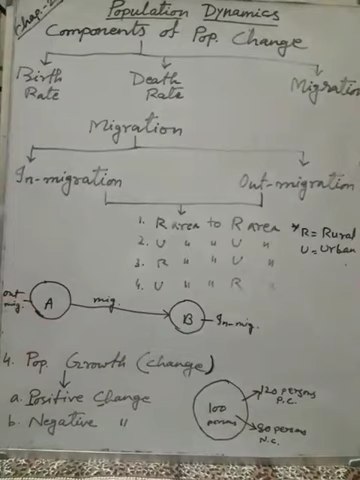 Chap.-2
Population Dynamics
Components of Pop. Change
Birth Rate
Death Rate
Migration
Migration
In-migration
Out-migration
1. R area to R area
2. U " " U "
3. R " " U "
4. U " " R "
* R = Rural
U = Urban
out mig.
A
mig.
B
In mig.
4. Pop. Growth (change)
a. Positive Change
b. Negative "
100 persons
120 persons P.C.
80 persons N.C.